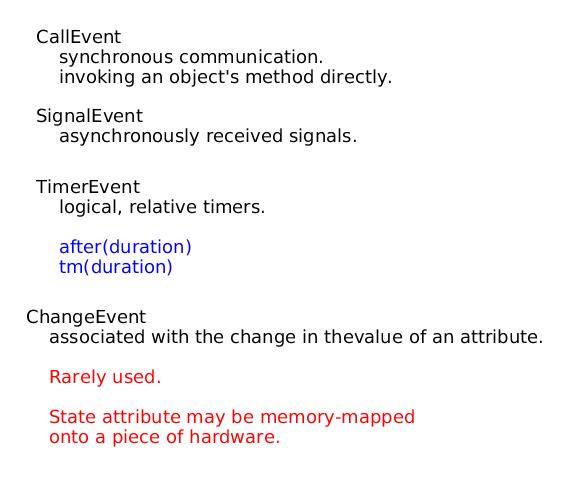 CallEvent
synchronous communication.
invoking an object's method directly.
SignalEvent
asynchronously received signals.
TimerEvent
logical, relative timers.
after(duration)
tm(duration)
ChangeEvent
associated with the change in thevalue of an attribute.
Rarely used.
State attribute may be memory-mapped
onto a piece of hardware.